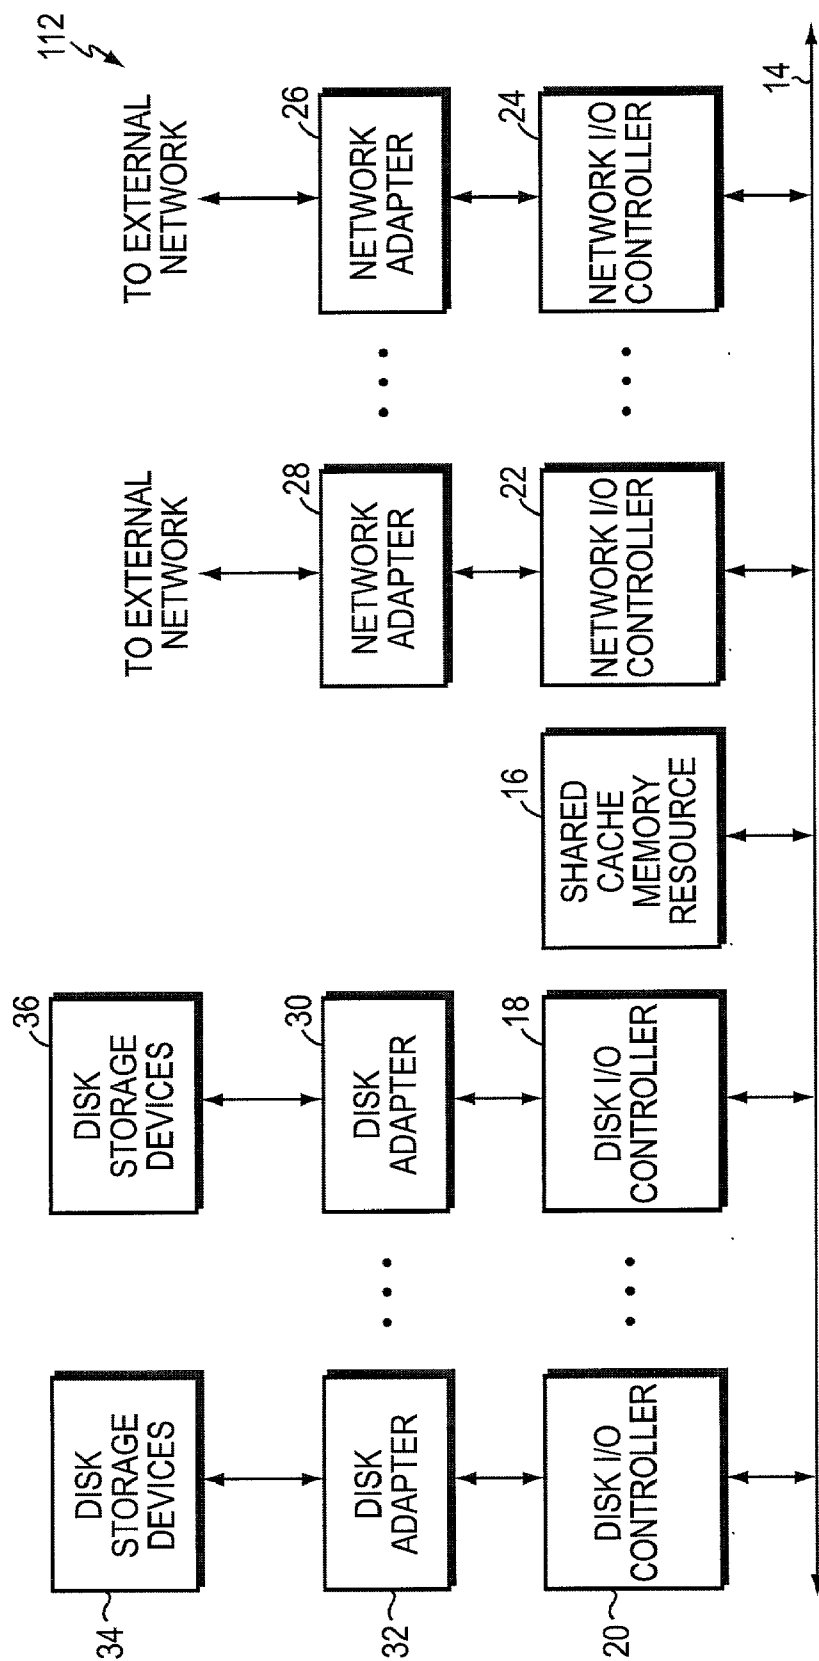 112
34
DISK
STORAGE
DEVICES
36
DISK
STORAGE
DEVICES
TO EXTERNAL
NETWORK
TO EXTERNAL
NETWORK
32
DISK
ADAPTER
30
DISK
ADAPTER
28
NETWORK
ADAPTER
26
NETWORK
ADAPTER
20
DISK I/O
CONTROLLER
18
DISK I/O
CONTROLLER
16
SHARED
CACHE
MEMORY
RESOURCE
22
NETWORK I/O
CONTROLLER
24
NETWORK I/O
CONTROLLER
14